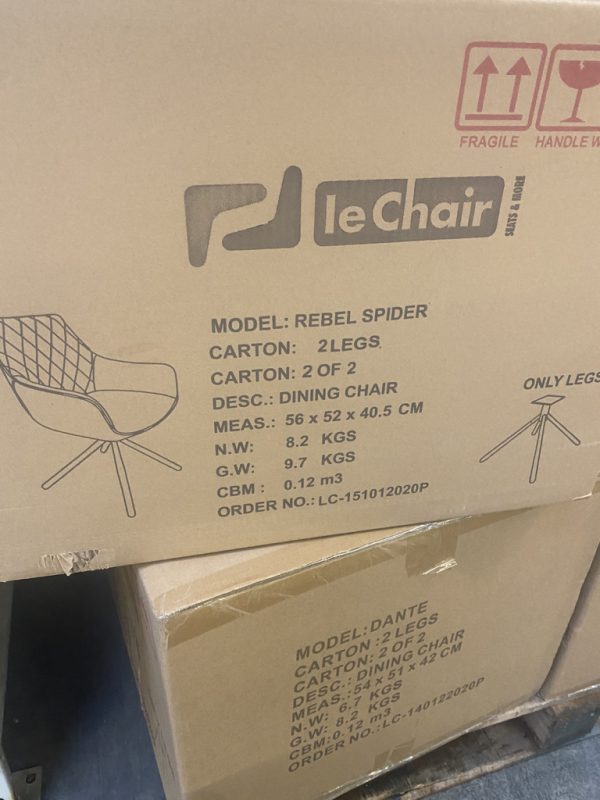 FRAGILE
HANDLE W
le Chair
SEATS & MORE
MODEL: REBEL SPIDER
CARTON: 2 LEGS
CARTON: 2 OF 2
DESC.: DINING CHAIR
MEAS.: 56 x 52 x 40.5 CM
N.W: 8.2 KGS
G.W: 9.7 KGS
CBM : 0.12 m3
ORDER NO.: LC-151012020P
ONLY LEGS
MODEL: DANTE
CARTON : 2 LEGS
CARTON: 2 OF 2
DESC.: DINING CHAIR
MEAS.: 54 x 51 x 42 CM
N.W: 6.7 KGS
G.W: 8.2 KGS
CBM: 0.12 m3
ORDER NO.: LC-140122020P